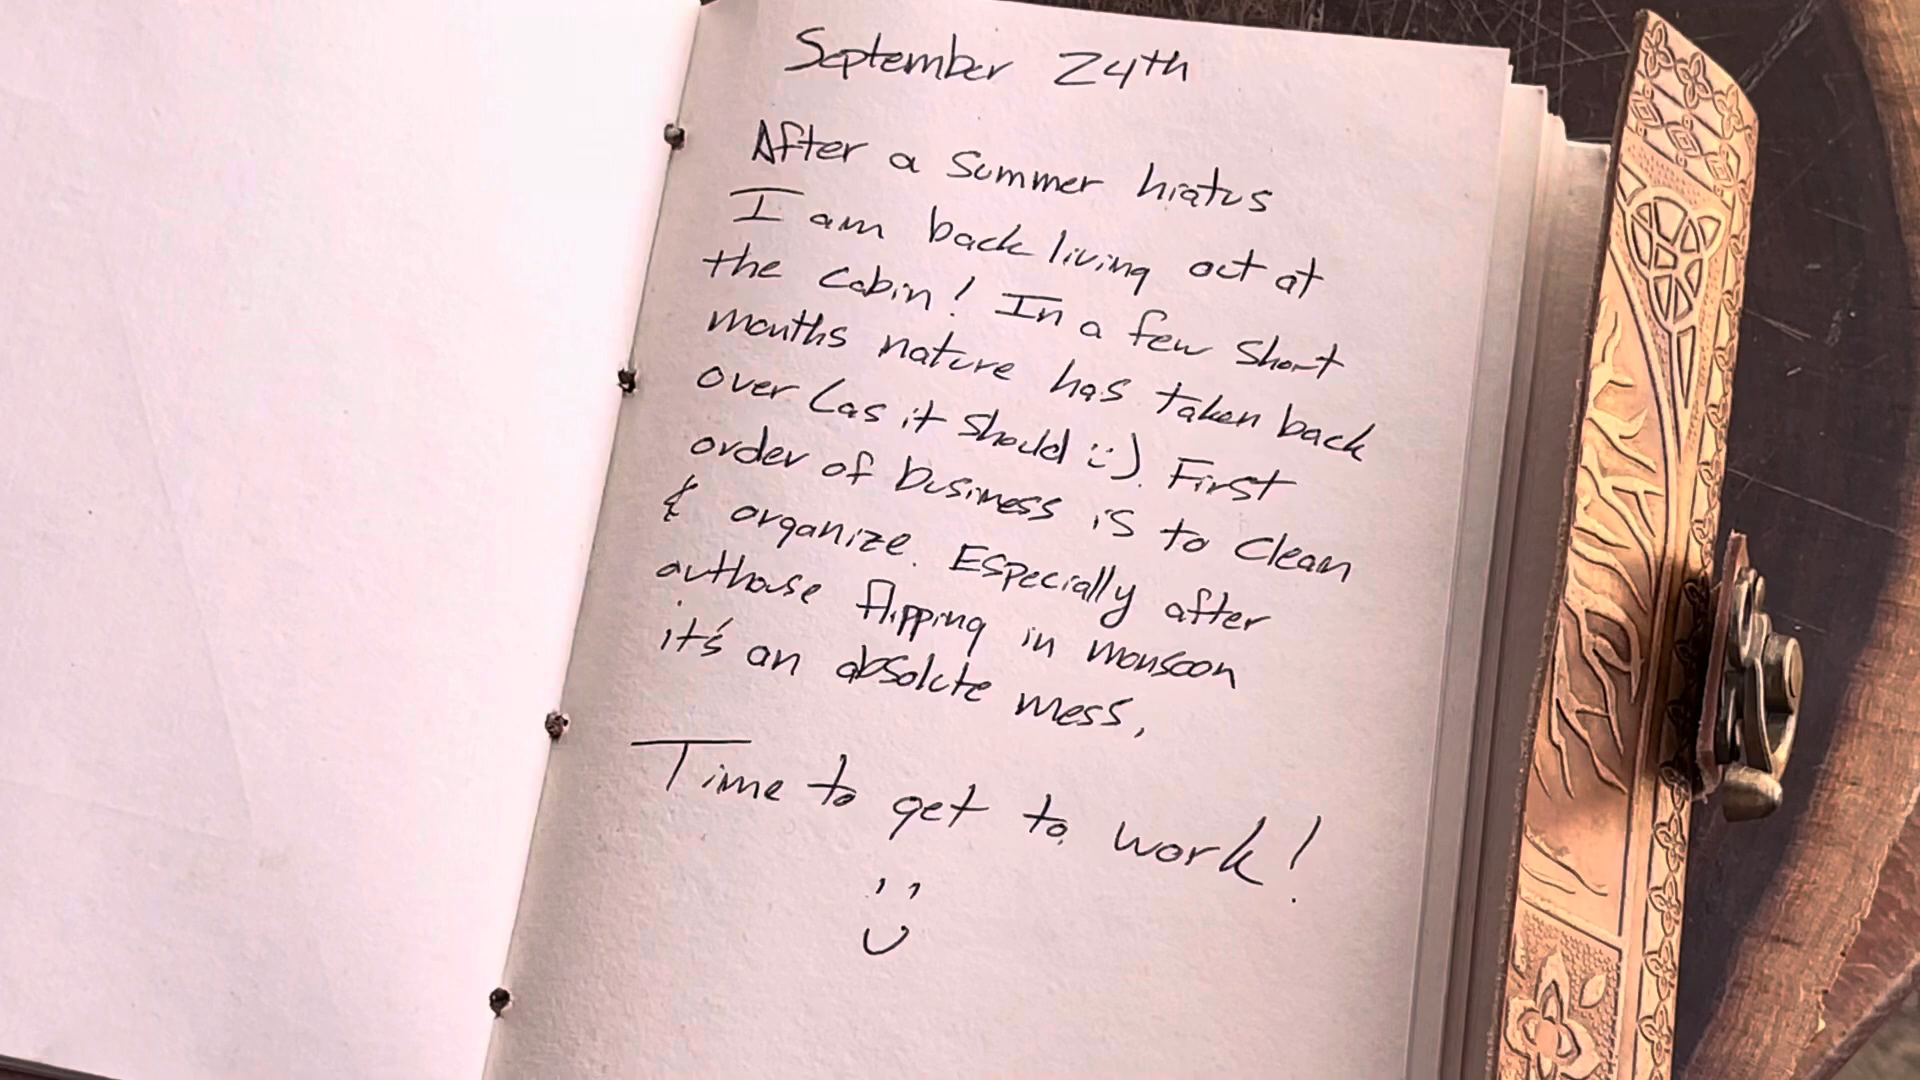 September 24th
After a summer hiatus
I am back living out at
the cabin! In a few short
months nature has taken back
over (as it should :). First
order of business is to clean
& organize. Especially after
outhouse flipping in monsoon
it's an absolute mess.
Time to get to work!